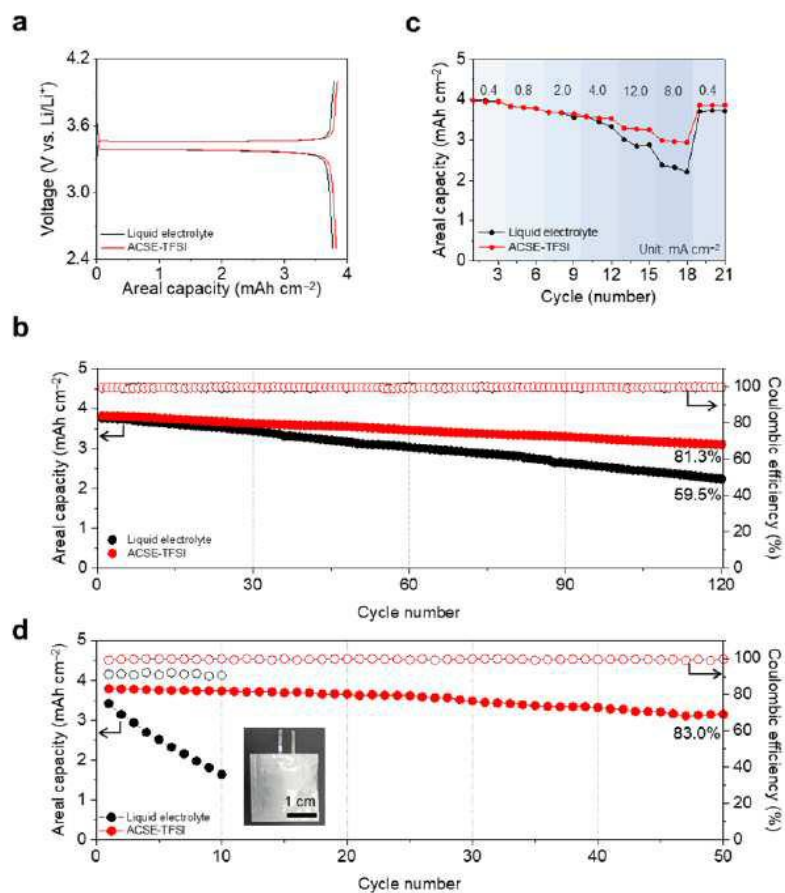 a
Voltage (V vs. Li/Li⁺)
4.2
3.6
3.0
2.4
Liquid electrolyte
ACSE-TFSI
0 1 2 3 4
Areal capacity (mAh cm⁻²)
c
Areal capacity (mAh cm⁻²)
5
4
3
2
1
0
0.4 0.8 2.0 4.0 12.0 8.0 0.4
Liquid electrolyte
ACSE-TFSI
Unit: mA cm⁻²
3 6 9 12 15 18 21
Cycle (number)
b
Areal capacity (mAh cm⁻²)
5
4
3
2
1
0
81.3%
59.5%
Liquid electrolyte
ACSE-TFSI
100
80
60
40
20
0
Coulombic efficiency (%)
0 30 60 90 120
Cycle number
d
Areal capacity (mAh cm⁻²)
5
4
3
2
1
0
83.0%
1 cm
Liquid electrolyte
ACSE-TFSI
100
80
60
40
20
0
Coulombic efficiency (%)
0 10 20 30 40 50
Cycle number